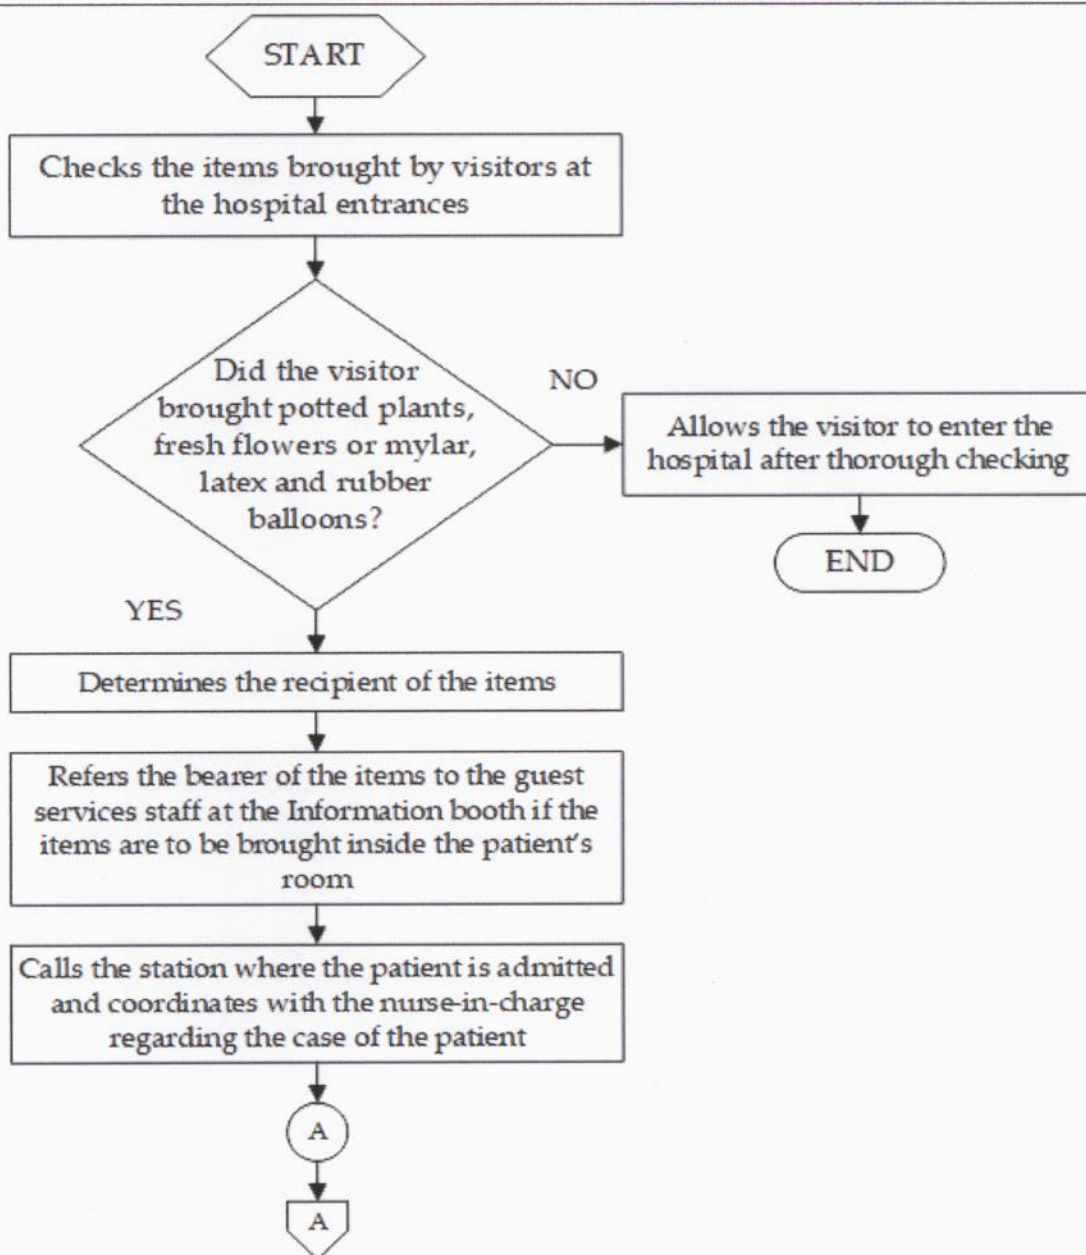 START
Checks the items brought by visitors at
the hospital entrances
Did the visitor
brought potted plants,
fresh flowers or mylar,
latex and rubber
balloons?
NO
Allows the visitor to enter the
hospital after thorough checking
END
YES
Determines the recipient of the items
Refers the bearer of the items to the guest
services staff at the Information booth if the
items are to be brought inside the patient's
room
Calls the station where the patient is admitted
and coordinates with the nurse-in-charge
regarding the case of the patient
A
A